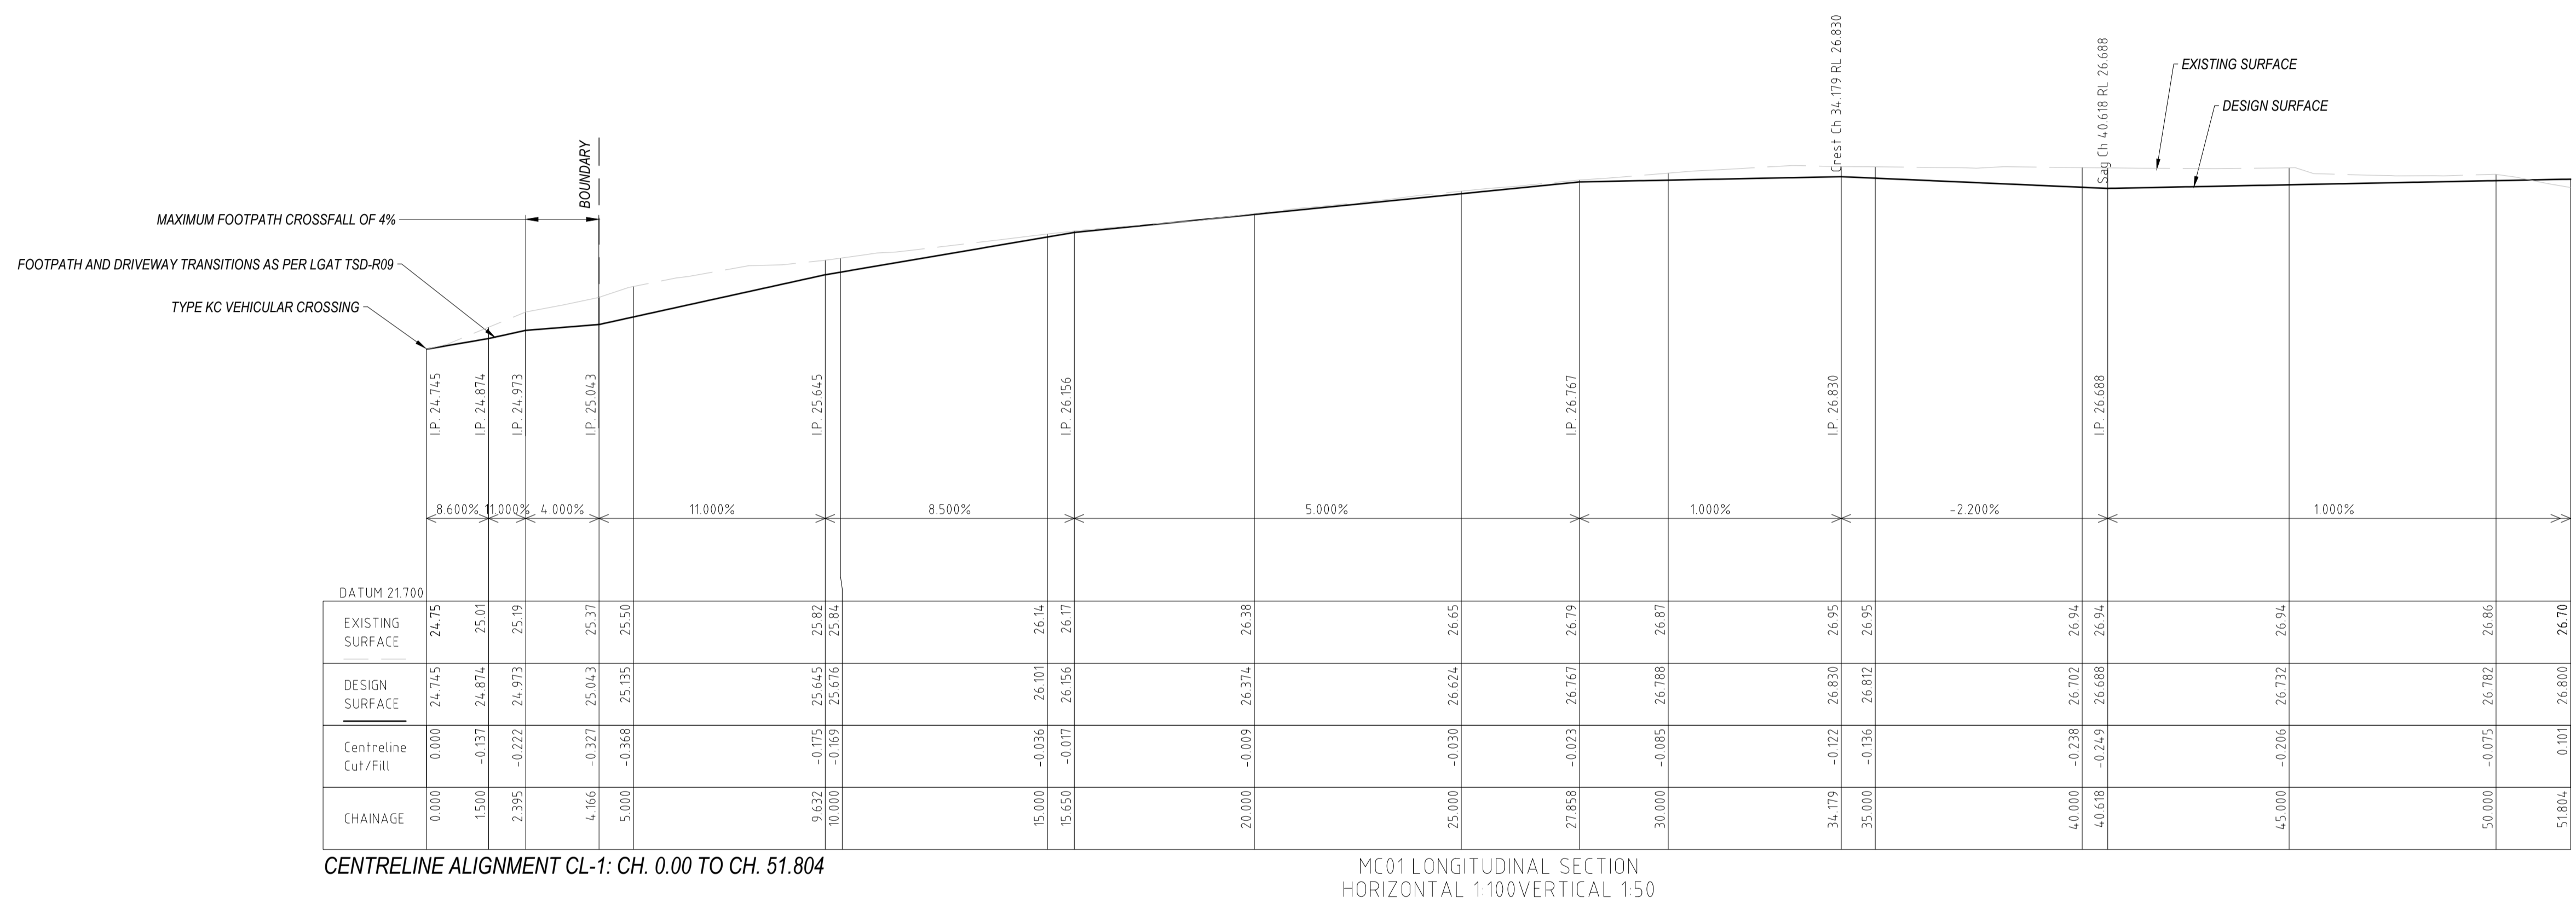 Crest Ch 34.179 RL 26.830
Sag Ch 40.618 RL 26.688
EXISTING SURFACE
DESIGN SURFACE
BOUNDARY
MAXIMUM FOOTPATH CROSSFALL OF 4%
FOOTPATH AND DRIVEWAY TRANSITIONS AS PER LGAT TSD-R09
TYPE KC VEHICULAR CROSSING
I.P. 24.745
I.P. 24.874
I.P. 24.973
I.P. 25.043
I.P. 25.645
I.P. 26.156
I.P. 26.767
I.P. 26.830
I.P. 26.688
8.600% 11.000% 4.000% 11.000% 8.500% 5.000% 1.000% -2.200% 1.000%
DATUM 21.700
EXISTING
SURFACE
24.75 25.01 25.19 25.37 25.50 25.82 25.84 26.14 26.17 26.38 26.65 26.79 26.87 26.95 26.95 26.94 26.94 26.94 26.86 26.70
DESIGN
SURFACE
24.745 24.874 24.973 25.043 25.135 25.645 25.676 26.101 26.156 26.374 26.624 26.767 26.788 26.830 26.812 26.702 26.688 26.732 26.782 26.800
Centreline
Cut/Fill
0.000 -0.137 -0.222 -0.327 -0.368 -0.175 -0.169 -0.036 -0.017 -0.009 -0.030 -0.023 -0.085 -0.122 -0.136 -0.238 -0.249 -0.206 -0.075 0.101
CHAINAGE
0.000 1.500 2.395 4.166 5.000 9.632 10.000 15.000 15.650 20.000 25.000 27.858 30.000 34.179 35.000 40.000 40.618 45.000 50.000 51.804
CENTRELINE ALIGNMENT CL-1: CH. 0.00 TO CH. 51.804
MC01 LONGITUDINAL SECTION
HORIZONTAL 1:100VERTICAL 1:50